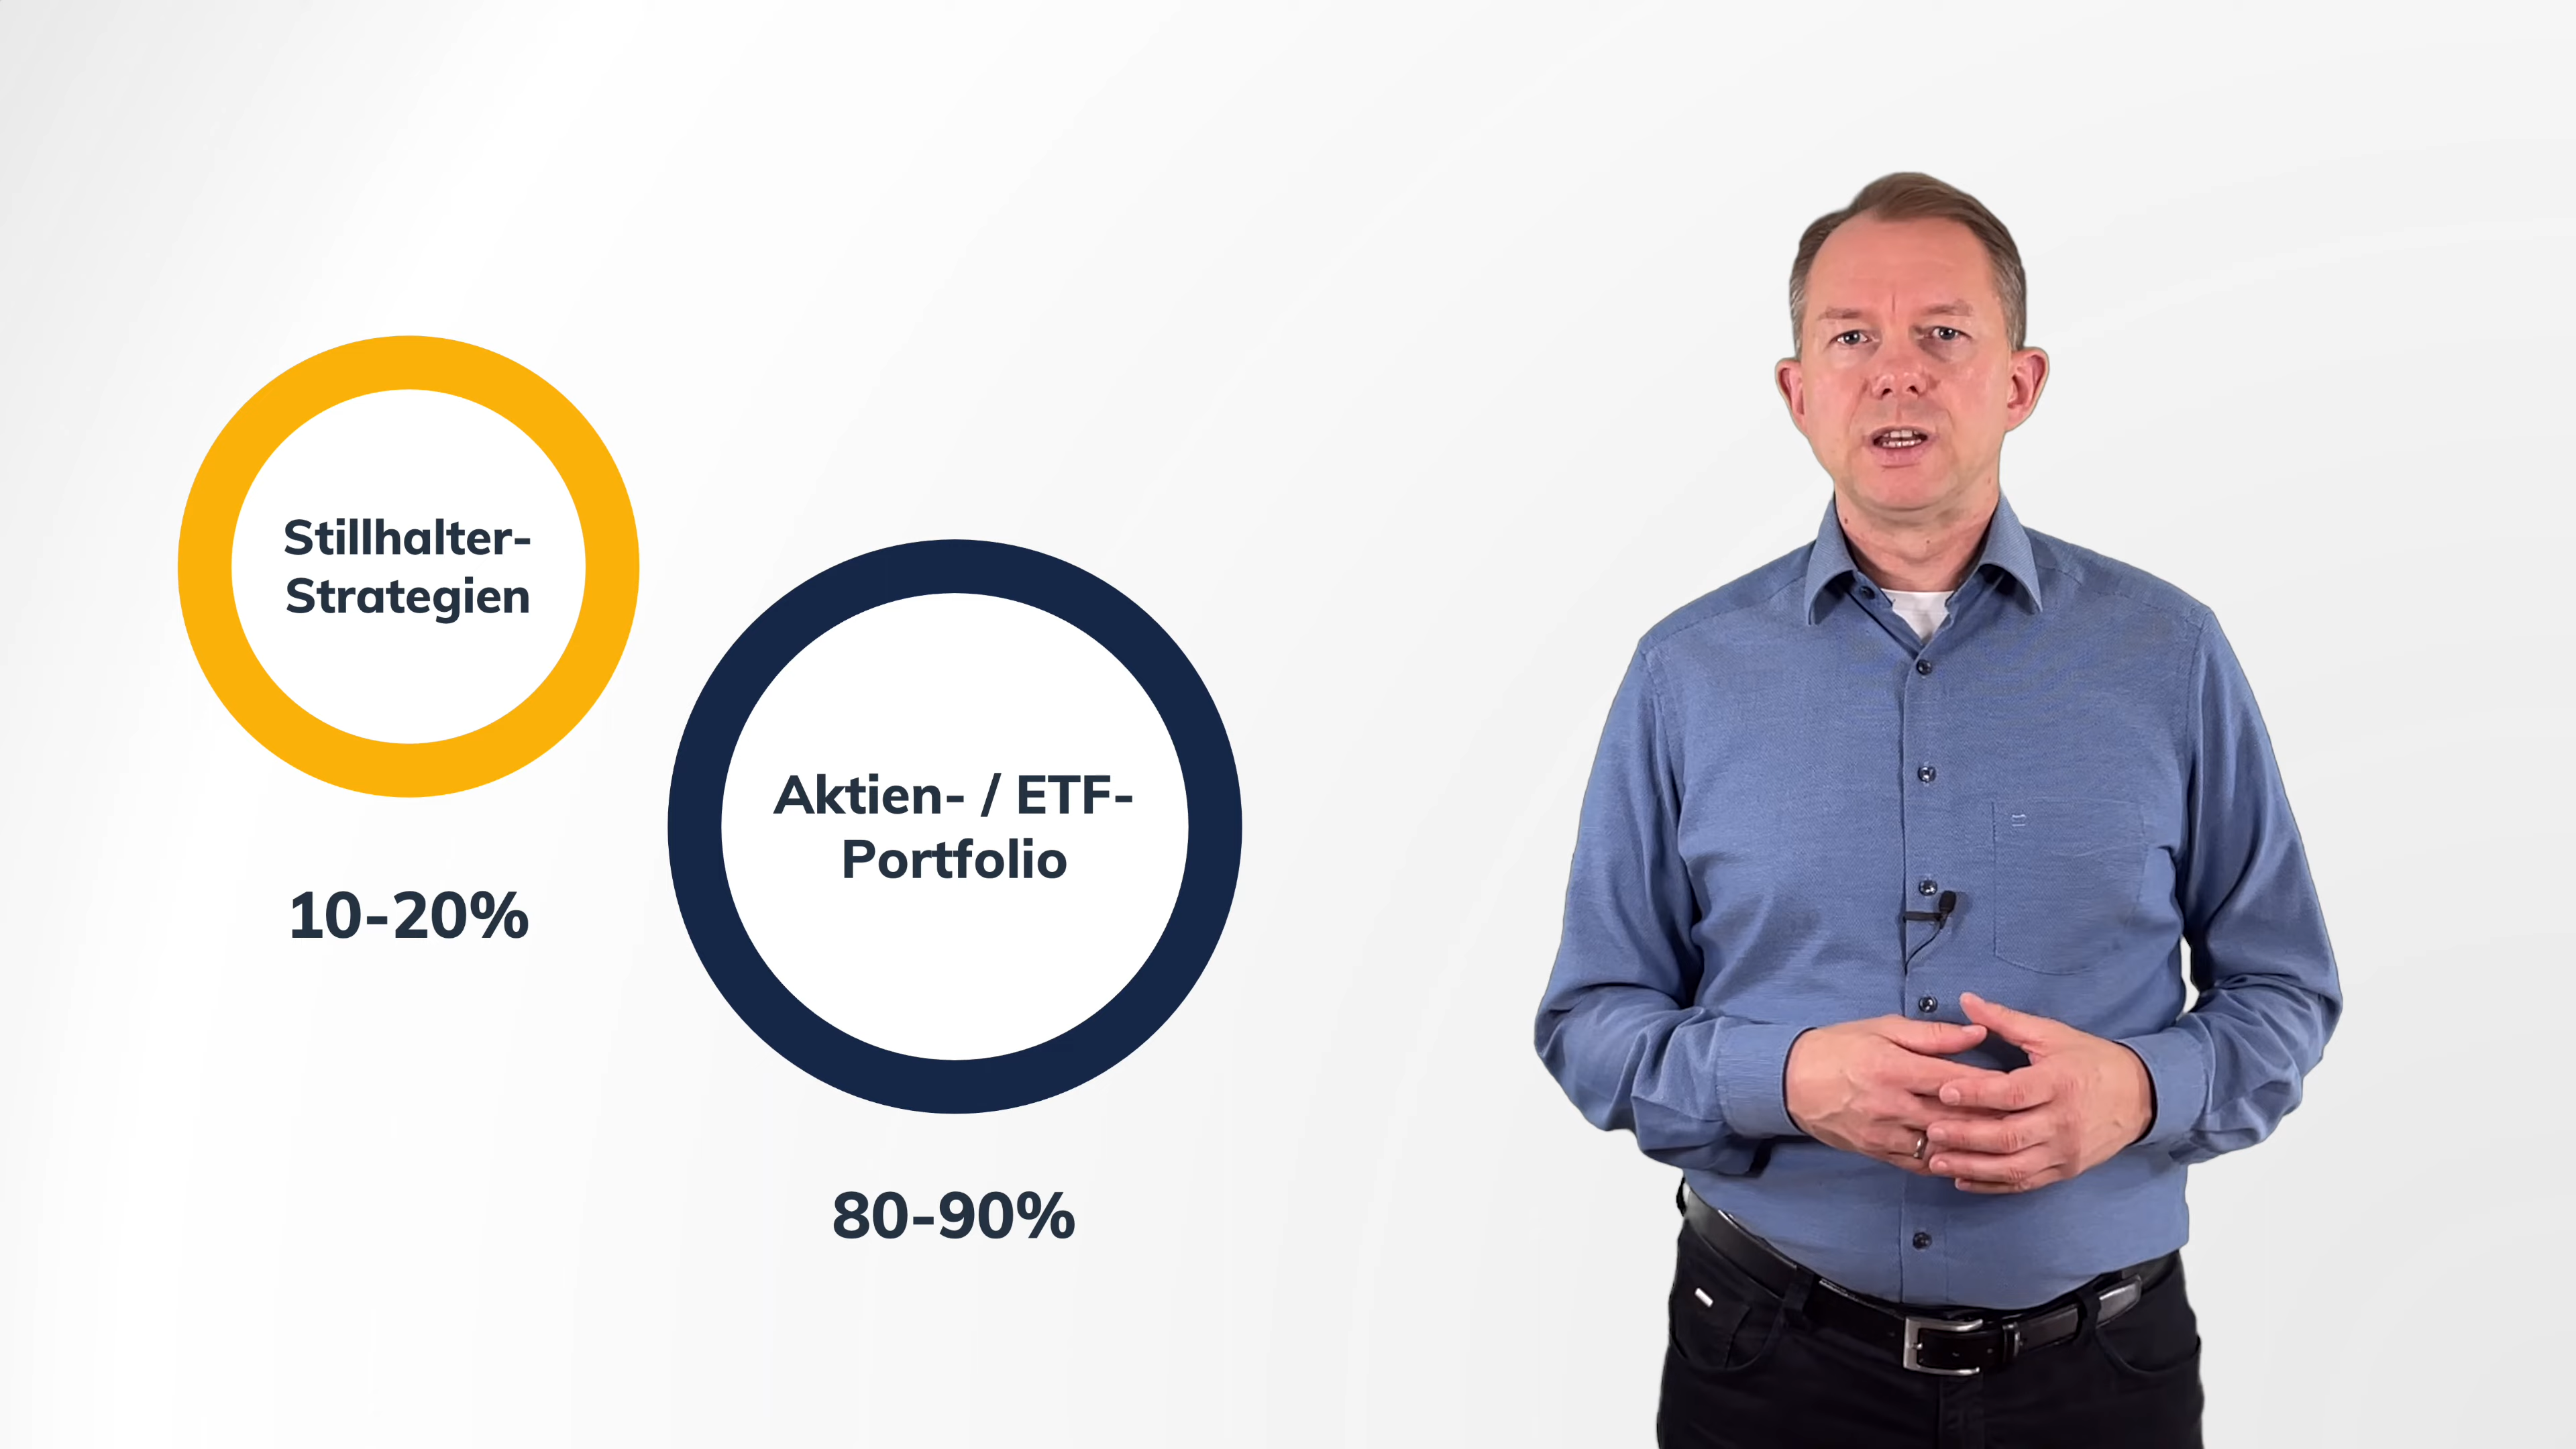 Stillhalter-
Strategien
10-20%
Aktien- / ETF-
Portfolio
80-90%